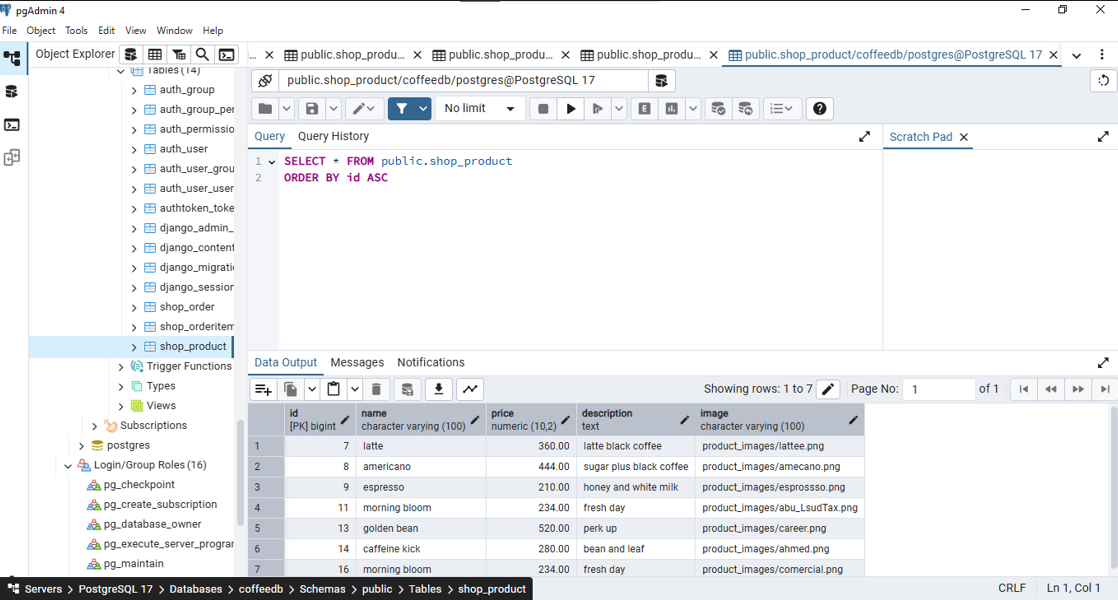 pgAdmin 4
File Object Tools Edit View Window Help
Object Explorer
... public.shop_produ... public.shop_produ... public.shop_produ... public.shop_product/coffeedb/postgres@PostgreSQL 17
public.shop_product/coffeedb/postgres@PostgreSQL 17
No limit
Query Query History
Scratch Pad
1 SELECT * FROM public.shop_product
2 ORDER BY id ASC
Tables (14)
auth_group
auth_group_per
auth_permissio
auth_user
auth_user_grou
auth_user_user
authtoken_toke
django_admin_
django_content
django_migratio
django_session
shop_order
shop_orderitem
shop_product
Trigger Functions
Types
Views
Subscriptions
postgres
Login/Group Roles (16)
pg_checkpoint
pg_create_subscription
pg_database_owner
pg_execute_server_program
pg_maintain
Data Output Messages Notifications
Showing rows: 1 to 7 Page No: 1 of 1
id name price description image
[PK] bigint character varying (100) numeric (10,2) text character varying (100)
1 7 latte 360.00 latte black coffee product_images/lattee.png
2 8 americano 444.00 sugar plus black coffee product_images/amecano.png
3 9 espresso 210.00 honey and white milk product_images/esprossso.png
4 11 morning bloom 234.00 fresh day product_images/abu_LsudTax.png
5 13 golden bean 520.00 perk up product_images/career.png
6 14 caffeine kick 280.00 bean and leaf product_images/ahmed.png
7 16 morning bloom 234.00 fresh day product_images/comercial.png
Servers > PostgreSQL 17 > Databases > coffeedb > Schemas > public > Tables > shop_product
CRLF Ln 1, Col 1